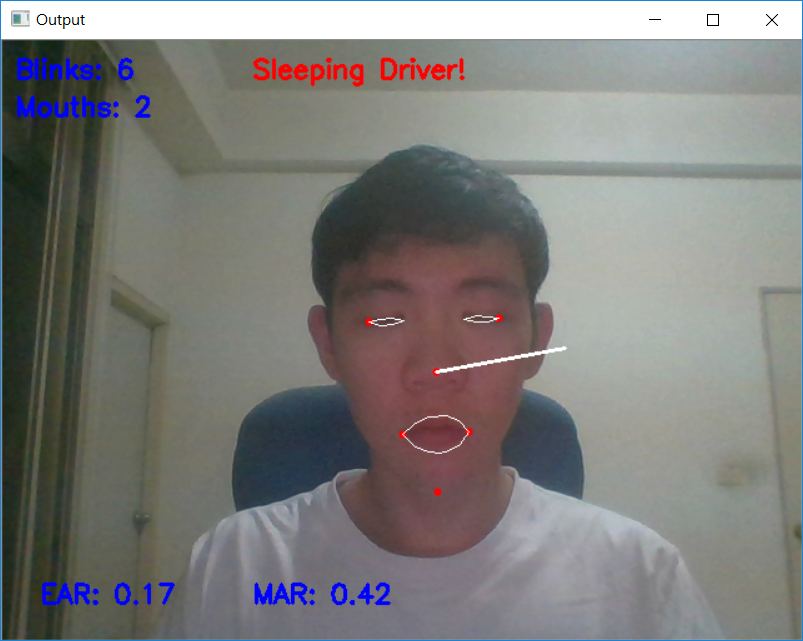 Output
Blinks: 6
Sleeping Driver!
Mouths: 2
EAR: 0.17
MAR: 0.42